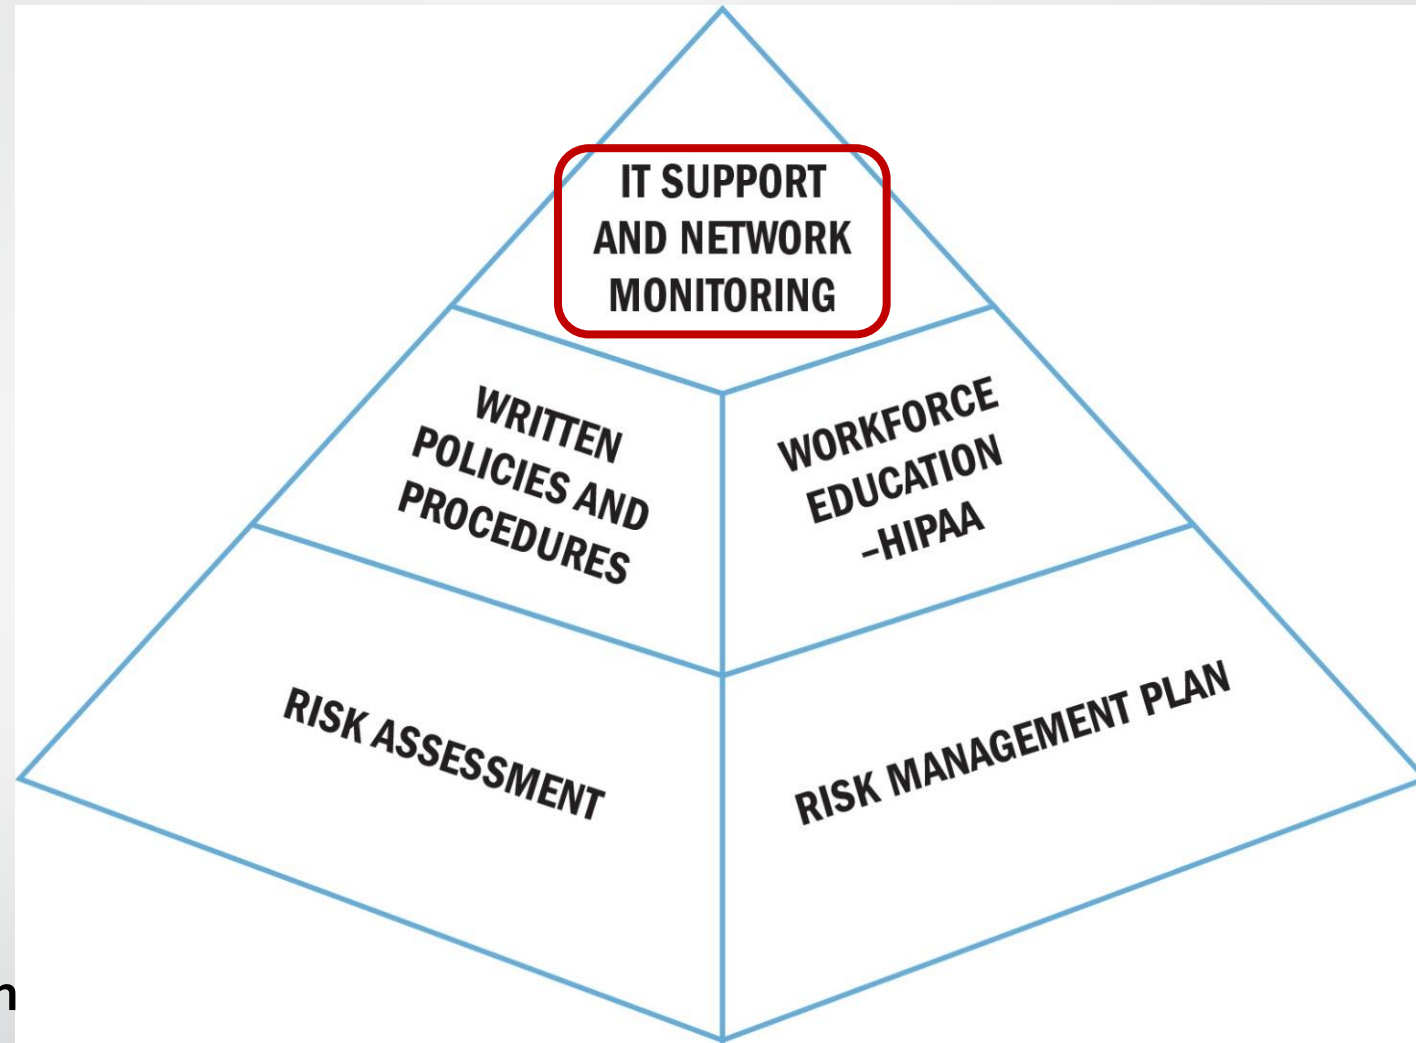 IT SUPPORT
AND NETWORK
MONITORING
WRITTEN
POLICIES AND
PROCEDURES
WORKFORCE
EDUCATION
–HIPAA
RISK ASSESSMENT
RISK MANAGEMENT PLAN